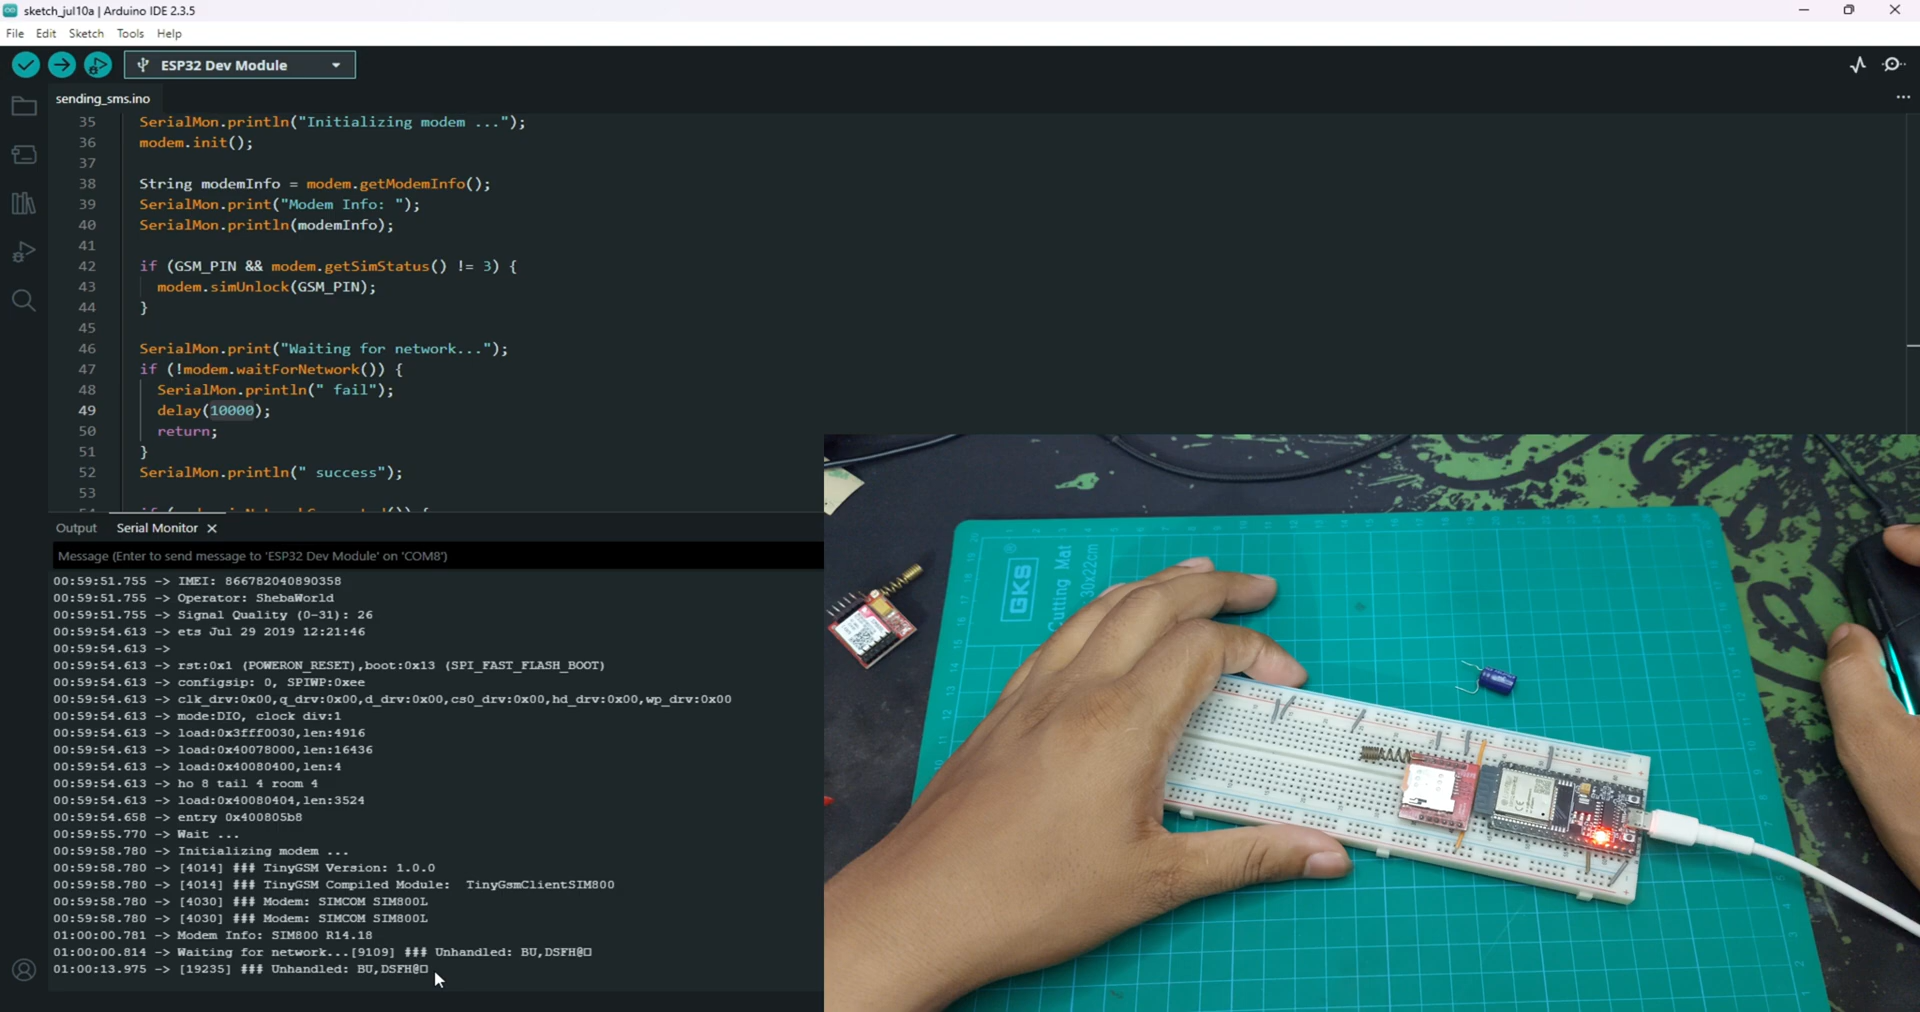 sketch_jul10a | Arduino IDE 2.3.5
File Edit Sketch Tools Help
ESP32 Dev Module
sending_sms.ino
35 SerialMon.println("Initializing modem ...");
36 modem.init();
37
38 String modemInfo = modem.getModemInfo();
39 SerialMon.print("Modem Info: ");
40 SerialMon.println(modemInfo);
41
42 if (GSM_PIN && modem.getSimStatus() != 3) {
43 modem.simUnlock(GSM_PIN);
44 }
45
46 SerialMon.print("Waiting for network...");
47 if (!modem.waitForNetwork()) {
48 SerialMon.println(" fail");
49 delay(10000);
50 return;
51 }
52 SerialMon.println(" success");
53
Output Serial Monitor
Message (Enter to send message to 'ESP32 Dev Module' on 'COM8')
00:59:51.755 -> IMEI: 866782040890358
00:59:51.755 -> Operator: ShebaWorld
00:59:51.755 -> Signal Quality (0-31): 26
00:59:54.613 -> ets Jul 29 2019 12:21:46
00:59:54.613 ->
00:59:54.613 -> rst:0x1 (POWERON_RESET),boot:0x13 (SPI_FAST_FLASH_BOOT)
00:59:54.613 -> configsip: 0, SPIWP:0xee
00:59:54.613 -> clk_drv:0x00,q_drv:0x00,d_drv:0x00,cs0_drv:0x00,hd_drv:0x00,wp_drv:0x00
00:59:54.613 -> mode:DIO, clock div:1
00:59:54.613 -> load:0x3fff0030,len:4916
00:59:54.613 -> load:0x40078000,len:16436
00:59:54.613 -> load:0x40080400,len:4
00:59:54.613 -> ho 8 tail 4 room 4
00:59:54.613 -> load:0x40080404,len:3524
00:59:54.658 -> entry 0x400805b8
00:59:55.770 -> Wait ...
00:59:58.780 -> Initializing modem ...
00:59:58.780 -> [4014] ### TinyGSM Version: 1.0.0
00:59:58.780 -> [4014] ### TinyGSM Compiled Module: TinyGsmClientSIM800
00:59:58.780 -> [4030] ### Modem: SIMCOM SIM800L
00:59:58.780 -> [4030] ### Modem: SIMCOM SIM800L
01:00:00.781 -> Modem Info: SIM800 R14.18
01:00:00.814 -> Waiting for network...[9109] ### Unhandled: BU,DSFH@□
01:00:13.975 -> [19235] ### Unhandled: BU,DSFH@□
GKS
Cutting Mat
30x22cm